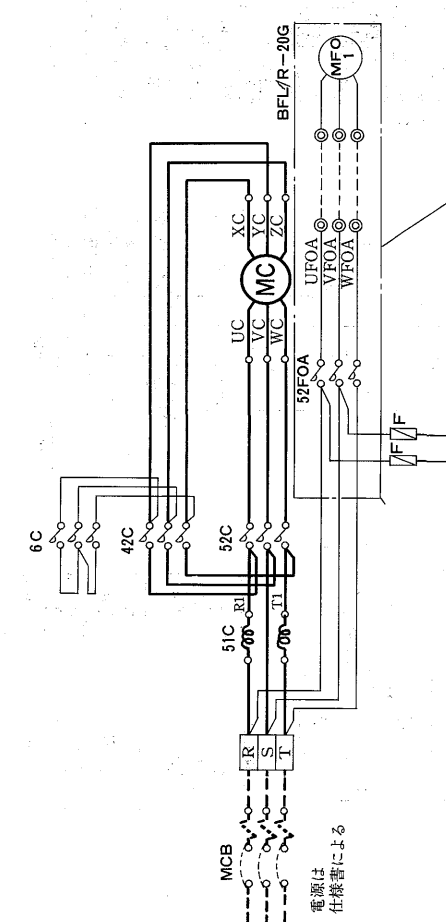 BFL/R-20G
MFO
1
XC
YC
ZC
MC
UC
VC
WC
UFOA
VFOA
WFOA
52FOA
F
F
6C
42C
52C
51C
R1
T1
R
S
T
MCB
電源は
仕様書による